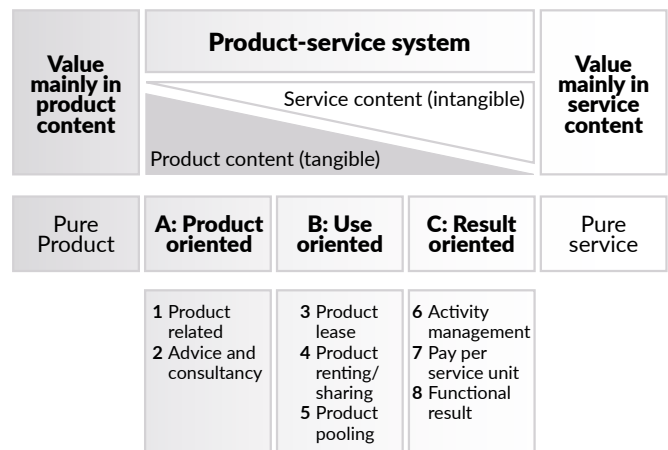 Value
mainly in
product
content
Product-service system
Service content (intangible)
Product content (tangible)
Value
mainly in
service
content
Pure
Product
A: Product
oriented
B: Use
oriented
C: Result
oriented
Pure
service
1 Product
related
2 Advice and
consultancy
3 Product
lease
4 Product
renting/
sharing
5 Product
pooling
6 Activity
management
7 Pay per
service unit
8 Functional
result